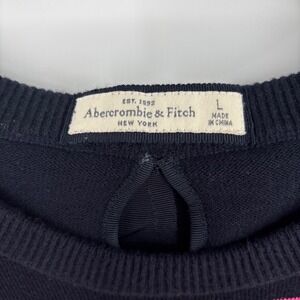 EST. 1892
Abercrombie & Fitch
NEW YORK
L
MADE
IN CHINA